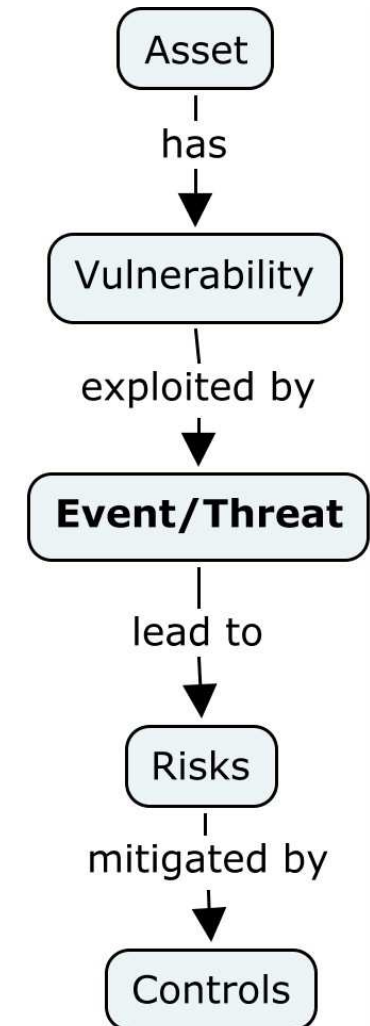 Asset
has
Vulnerability
exploited by
Event/Threat
lead to
Risks
mitigated by
Controls